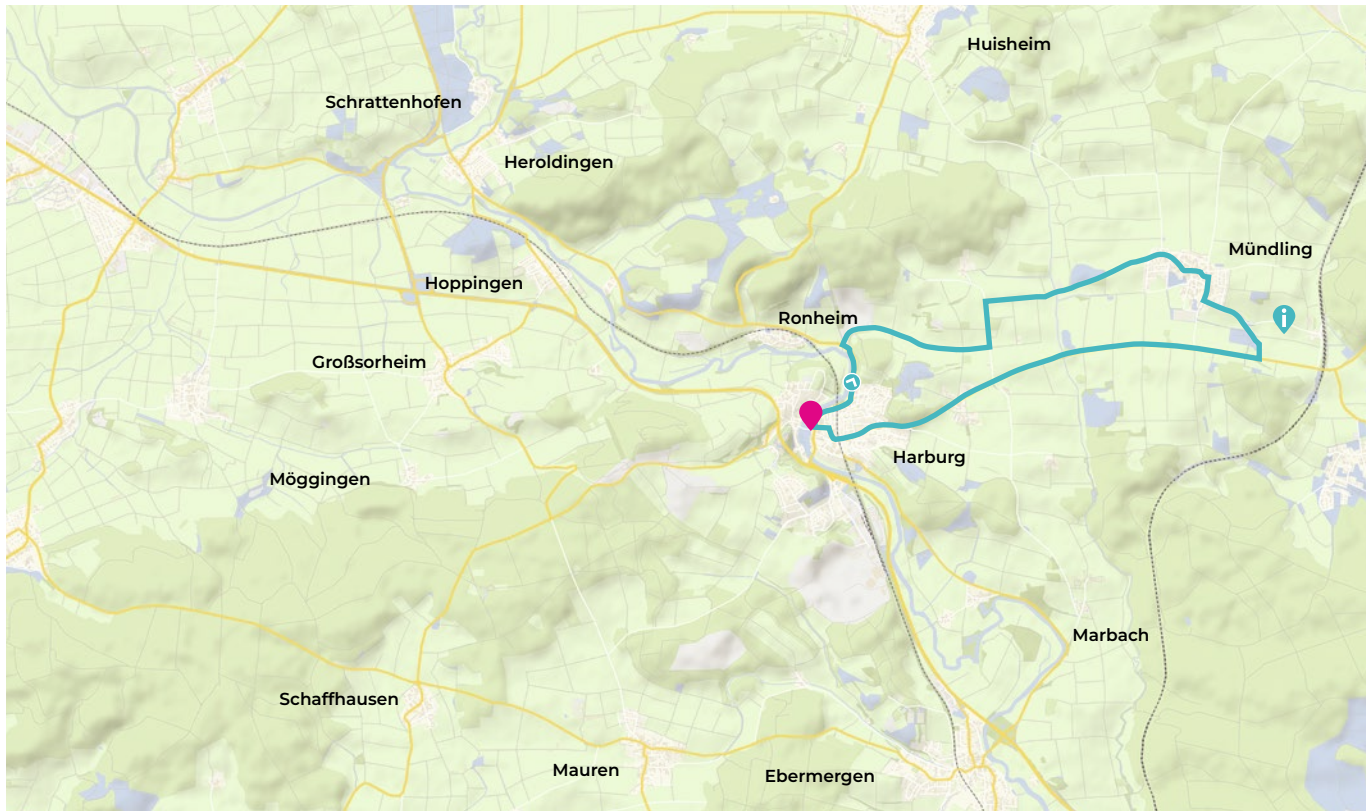 Huisheim
Schrattenhofen
Heroldingen
Mündling
Hoppingen
Ronheim
Großsorheim
Harburg
Möggingen
Marbach
Schaffhausen
Mauren
Ebermergen